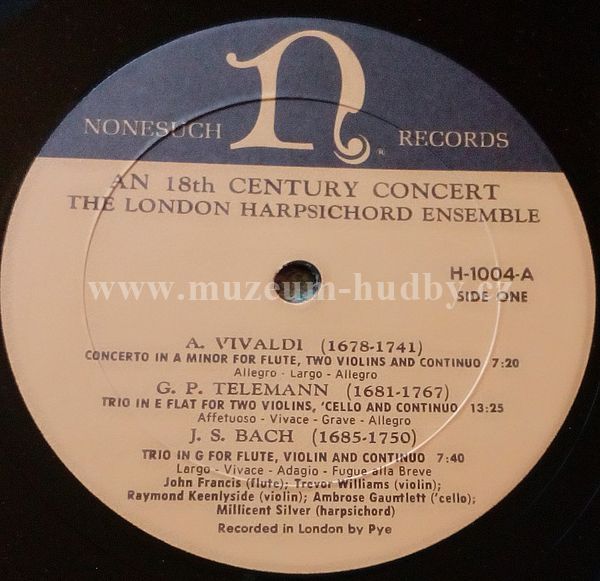 n
NONESUCH RECORDS
®
AN 18th CENTURY CONCERT
THE LONDON HARPSICHORD ENSEMBLE
H-1004-A
www.muzeum-hudby.cz
SIDE ONE
A. VIVALDI (1678-1741)
CONCERTO IN A MINOR FOR FLUTE, TWO VIOLINS AND CONTINUO 7:20
Allegro - Largo - Allegro
G. P. TELEMANN (1681-1767)
TRIO IN E FLAT FOR TWO VIOLINS, 'CELLO AND CONTINUO 13:25
Affetuoso - Vivace - Grave - Allegro
J. S. BACH (1685-1750)
TRIO IN G FOR FLUTE, VIOLIN AND CONTINUO 7:40
Largo - Vivace - Adagio - Fugue alla Breve
John Francis (flute); Trevor Williams (violin);
Raymond Keenlyside (violin); Ambrose Gauntlett ('cello);
Millicent Silver (harpsichord)
Recorded in London by Pye